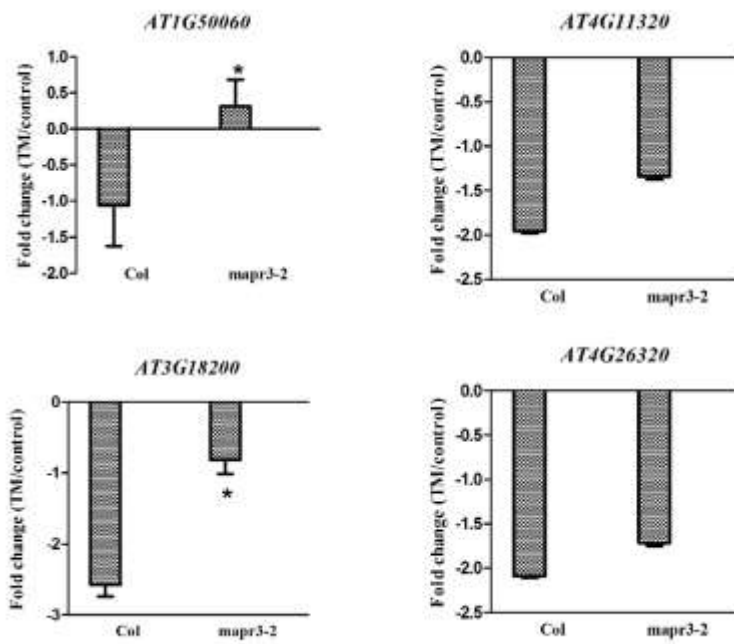 AT1G50060
Fold change (TM/control)
1.0
0.5
0.0
-0.5
-1.0
-1.5
-2.0
*
Col mapr3-2
AT4G11320
Fold change (TM/control)
0.0
-0.5
-1.0
-1.5
-2.0
-2.5
Col mapr3-2
AT3G18200
Fold change (TM/control)
0
-1
-2
-3
*
Col mapr3-2
AT4G26320
Fold change (TM/control)
0.0
-0.5
-1.0
-1.5
-2.0
-2.5
Col mapr3-2